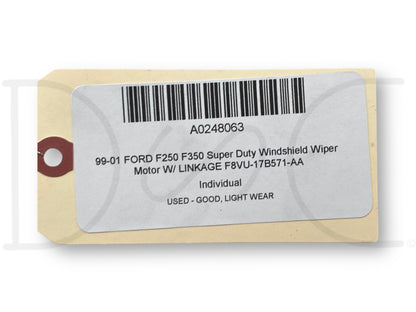 A0248063
99-01 FORD F250 F350 Super Duty Windshield Wiper
Motor W/ LINKAGE F8VU-17B571-AA
Individual
USED - GOOD, LIGHT WEAR